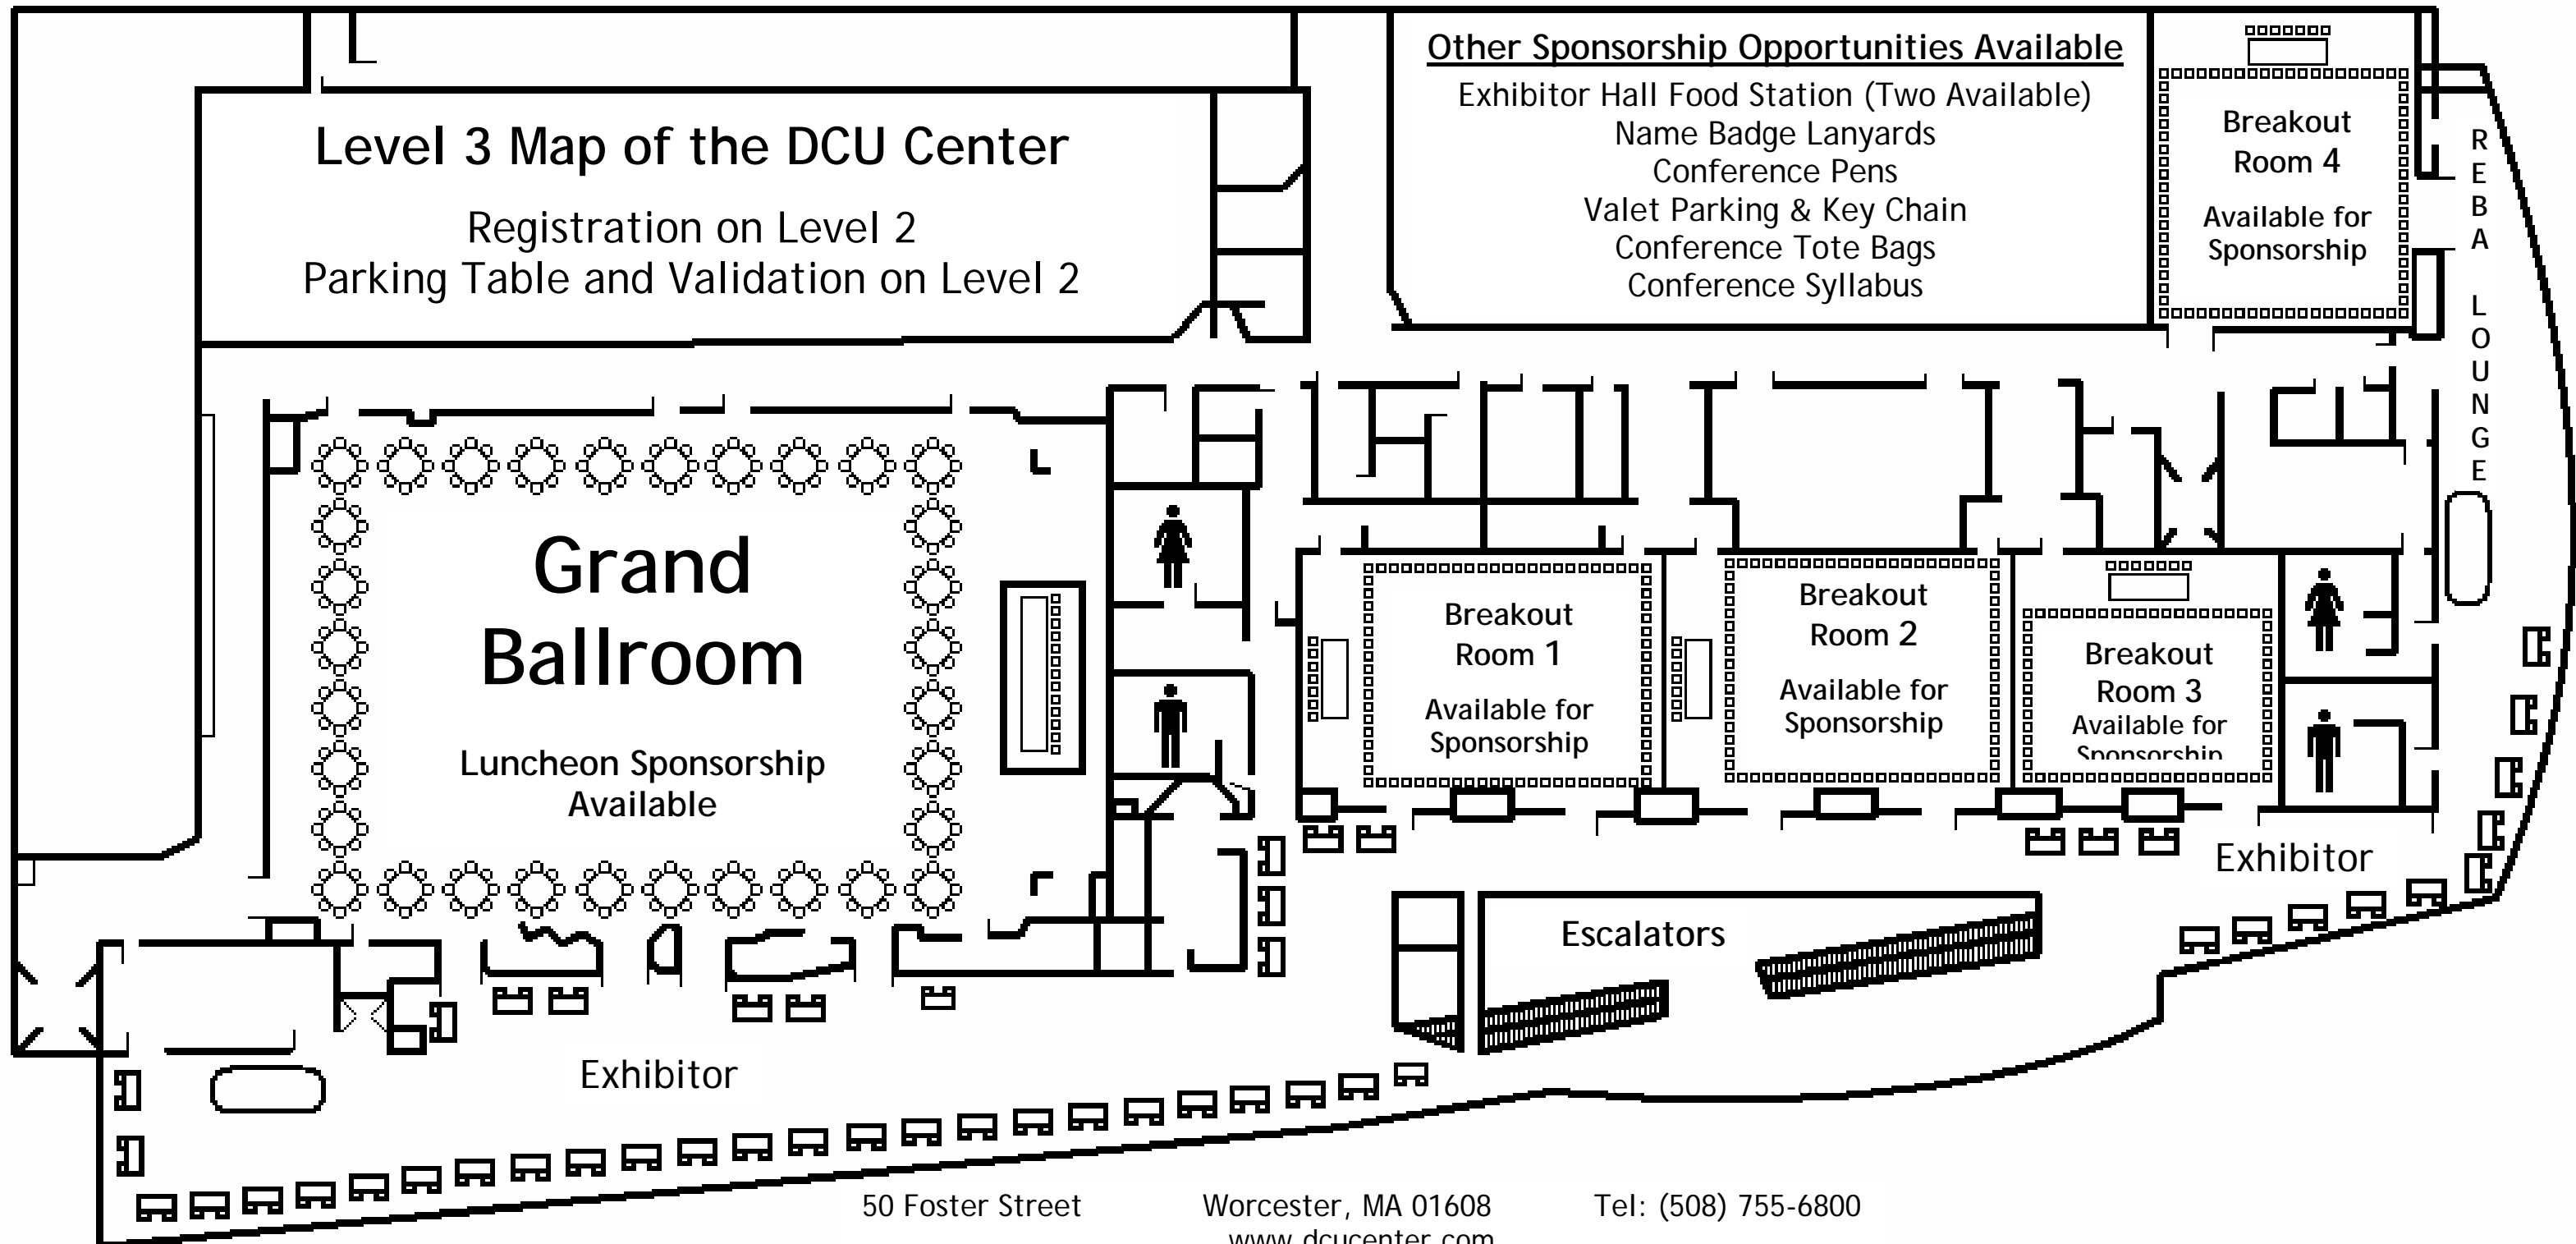 Level 3 Map of the DCU Center
Registration on Level 2
Parking Table and Validation on Level 2
Other Sponsorship Opportunities Available
Exhibitor Hall Food Station (Two Available)
Name Badge Lanyards
Conference Pens
Valet Parking & Key Chain
Conference Tote Bags
Conference Syllabus
Breakout
Room 4
Available for
Sponsorship
REBA LOUNGE
Grand
Ballroom
Luncheon Sponsorship
Available
Breakout
Room 1
Available for
Sponsorship
Breakout
Room 2
Available for
Sponsorship
Breakout
Room 3
Available for
Sponsorship
Exhibitor
Escalators
Exhibitor
50 Foster Street Worcester, MA 01608 Tel: (508) 755-6800
www.dcucenter.com